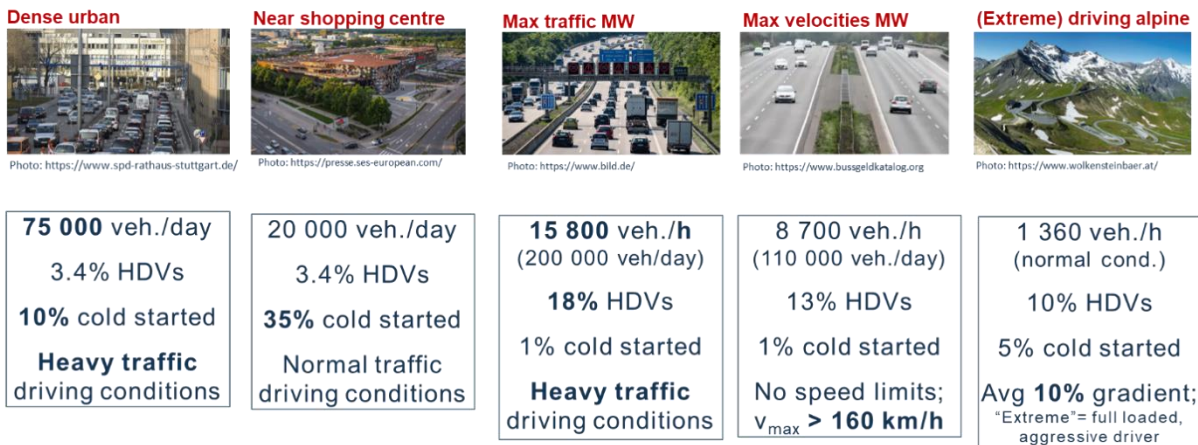 Dense urban
Near shopping centre
Max traffic MW
Max velocities MW
(Extreme) driving alpine
Photo: https://www.spd-rathaus-stuttgart.de/
Photo: https://presse.ses-european.com/
Photo: https://www.bild.de/
Photo: https://www.bussgeldkatalog.org
Photo: https://www.wolkensteinbaer.at/
75 000 veh./day
3.4% HDVs
10% cold started
Heavy traffic
driving conditions
20 000 veh./day
3.4% HDVs
35% cold started
Normal traffic
driving conditions
15 800 veh./h
(200 000 veh/day)
18% HDVs
1% cold started
Heavy traffic
driving conditions
8 700 veh./h
(110 000 veh./day)
13% HDVs
1% cold started
No speed limits;
vmax > 160 km/h
1 360 veh./h
(normal cond.)
10% HDVs
5% cold started
Avg 10% gradient;
"Extreme"= full loaded,
aggressive driver